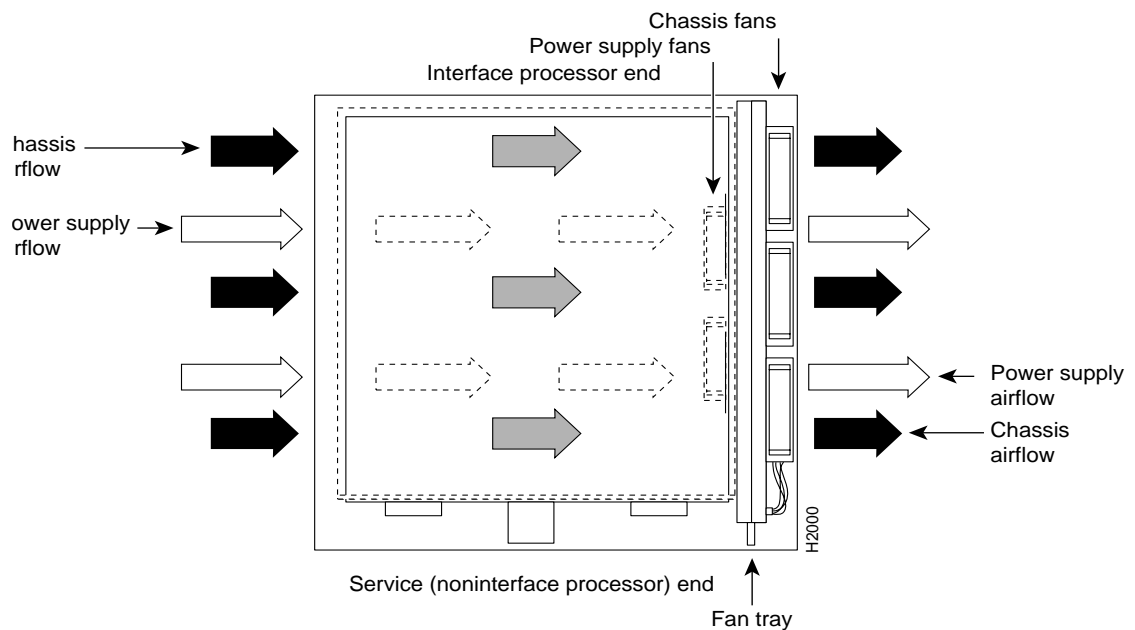 Chassis fans
Power supply fans
Interface processor end
hassis
rflow
ower supply
rflow
Power supply
airflow
Chassis
airflow
H2000
Service (noninterface processor) end
Fan tray